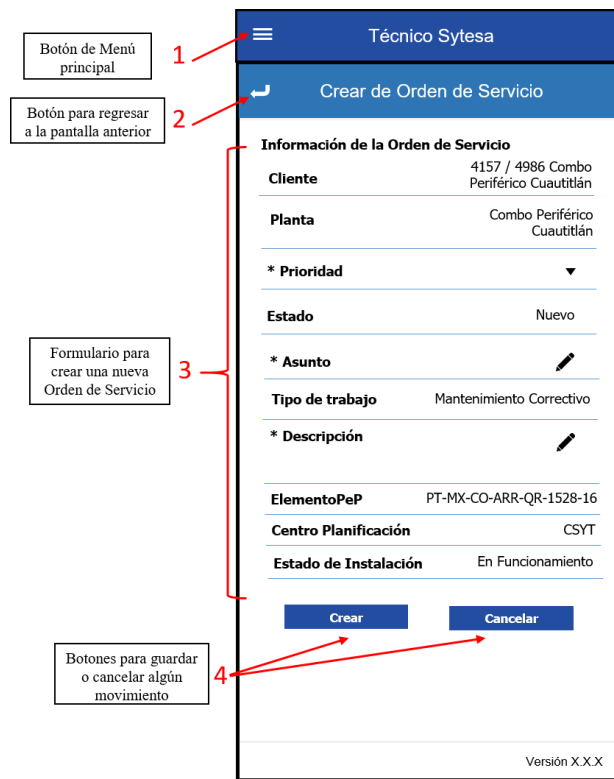 Botón de Menú
principal
1
Técnico Sytesa
Botón para regresar
a la pantalla anterior
2
Crear de Orden de Servicio
Información de la Orden de Servicio
Cliente
4157 / 4986 Combo
Periférico Cuautitlán
Planta
Combo Periférico
Cuautitlán
* Prioridad
Estado
Nuevo
Formulario para
crear una nueva
Orden de Servicio
3
* Asunto
Tipo de trabajo
Mantenimiento Correctivo
* Descripción
ElementoPeP
PT-MX-CO-ARR-QR-1528-16
Centro Planificación
CSYT
Estado de Instalación
En Funcionamiento
Crear
Cancelar
Botones para guardar
o cancelar algún
movimiento
4
Versión X.X.X